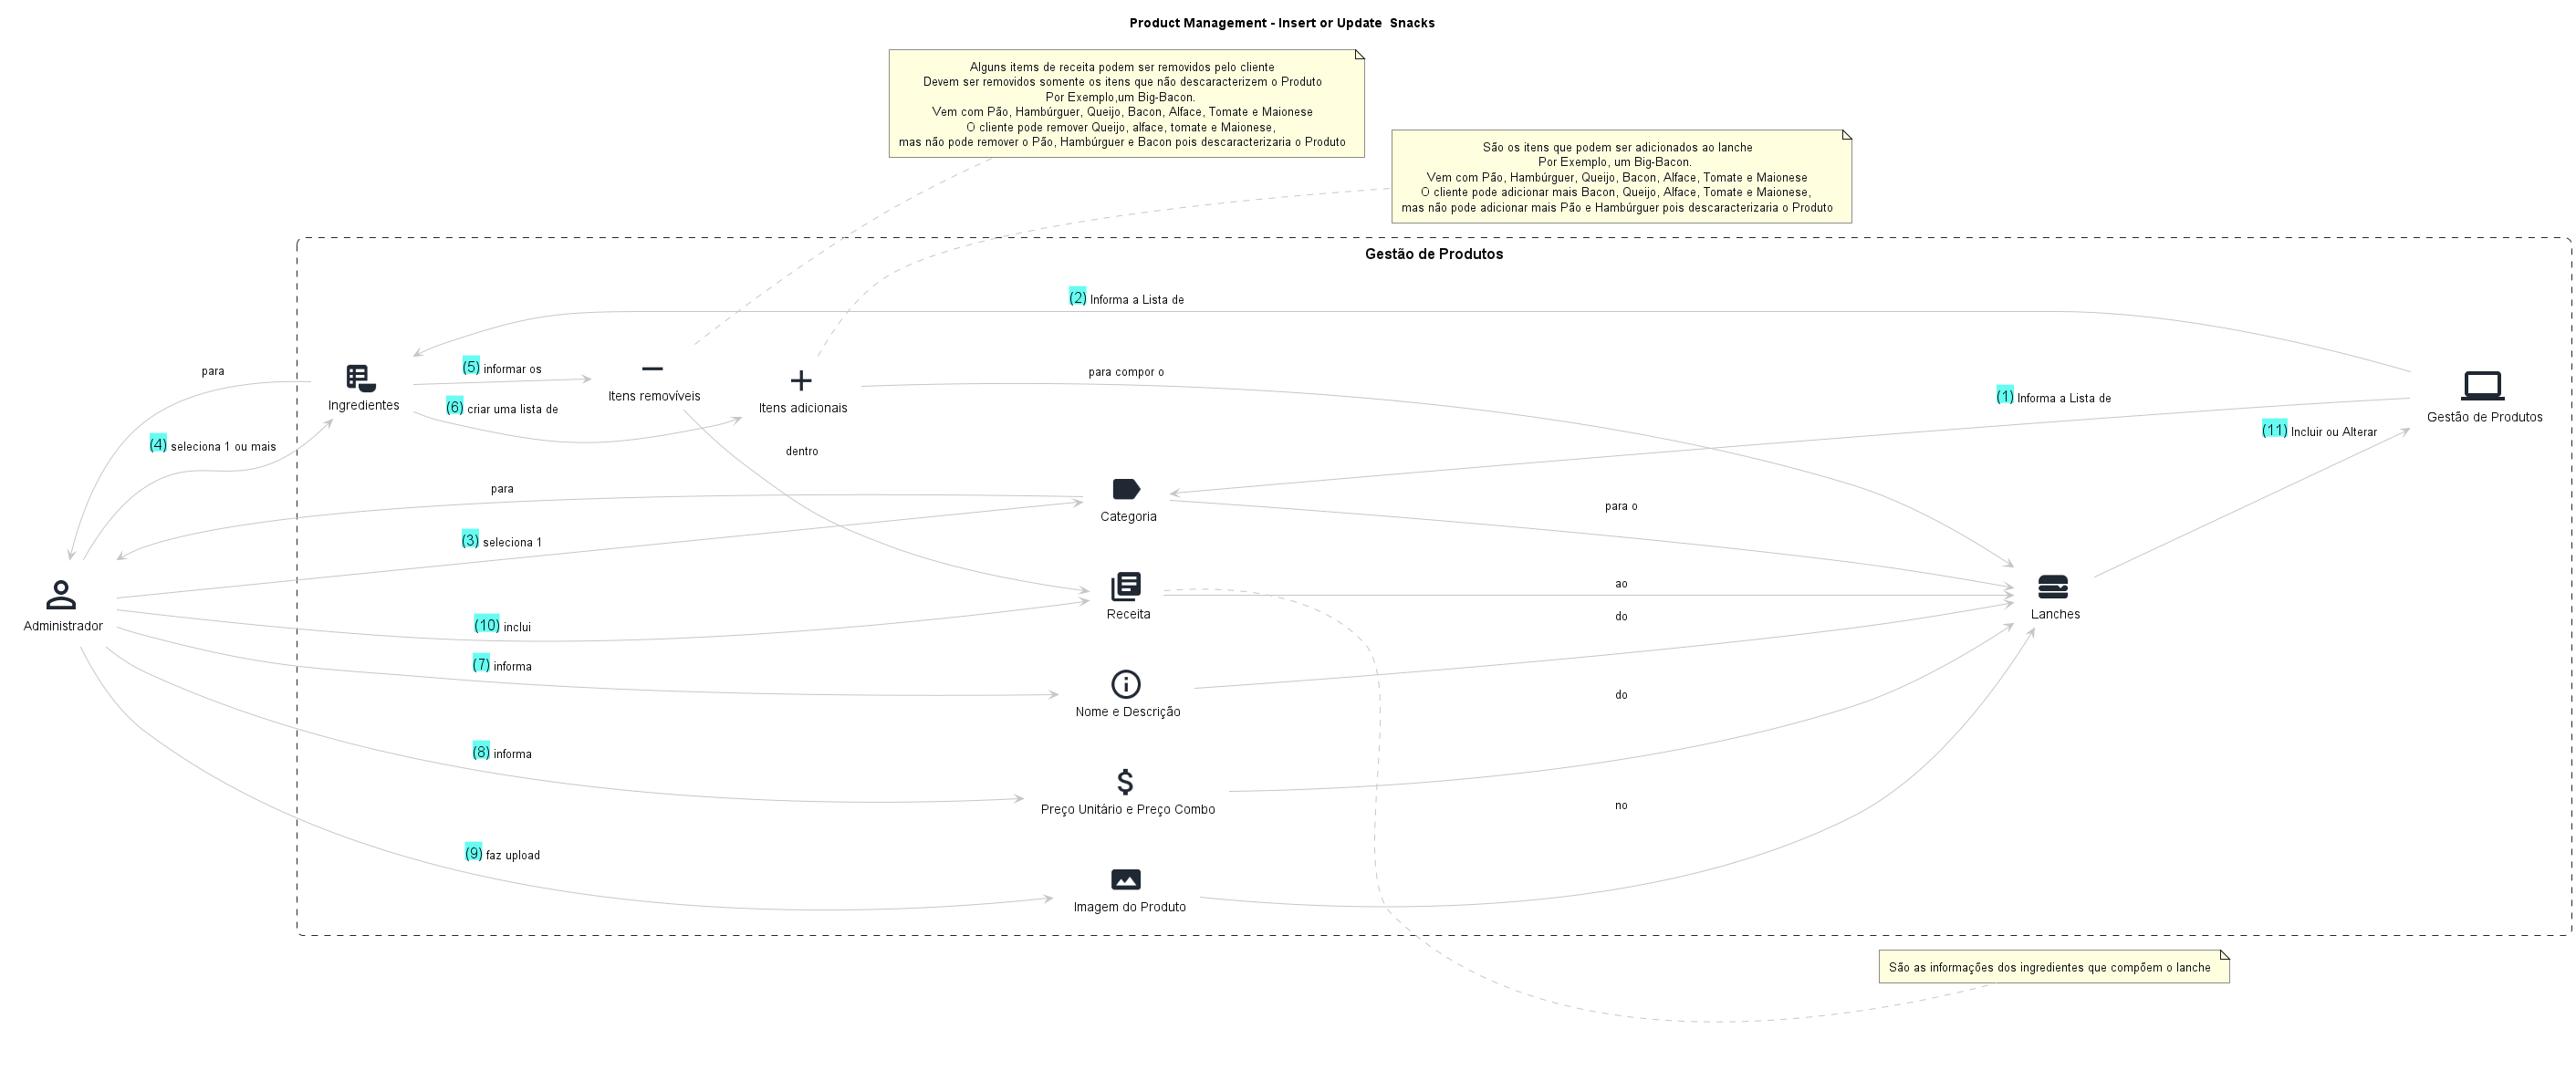 Product Management - Insert or Update  Snacks
Alguns items de receita podem ser removidos pelo cliente
Devem ser removidos somente os itens que não descaracterizem o Produto
Por Exemplo,um Big-Bacon.
Vem com Pão, Hambúrguer, Queijo, Bacon, Alface, Tomate e Maionese
O cliente pode remover Queijo, alface, tomate e Maionese,
mas não pode remover o Pão, Hambúrguer e Bacon pois descaracterizaria o Produto
São os itens que podem ser adicionados ao lanche
Por Exemplo, um Big-Bacon.
Vem com Pão, Hambúrguer, Queijo, Bacon, Alface, Tomate e Maionese
O cliente pode adicionar mais Bacon, Queijo, Alface, Tomate e Maionese,
mas não pode adicionar mais Pão e Hambúrguer pois descaracterizaria o Produto
Gestão de Produtos
(2) Informa a Lista de
para
(5) informar os
para compor o
Itens removíveis
(1) Informa a Lista de
Ingredientes
(6) criar uma lista de
Itens adicionais
Gestão de Produtos
(11) Incluir ou Alterar
(4) seleciona 1 ou mais
dentro
para
para o
Categoria
(3) seleciona 1
ao
Administrador
(10) inclui
Receita
do
Lanches
(7) informa
do
Nome e Descrição
(8) informa
Preço Unitário e Preço Combo
no
(9) faz upload
Imagem do Produto
São as informações dos ingredientes que compõem o lanche